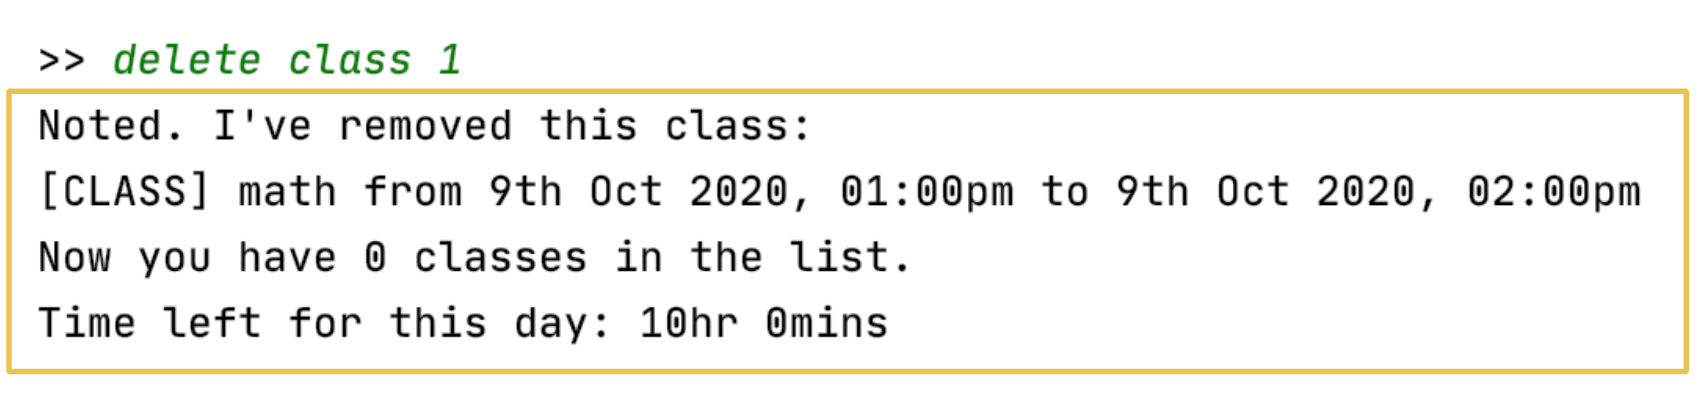 >> delete class 1
Noted. I've removed this class:
[CLASS] math from 9th Oct 2020, 01:00pm to 9th Oct 2020, 02:00pm
Now you have 0 classes in the list.
Time left for this day: 10hr 0mins